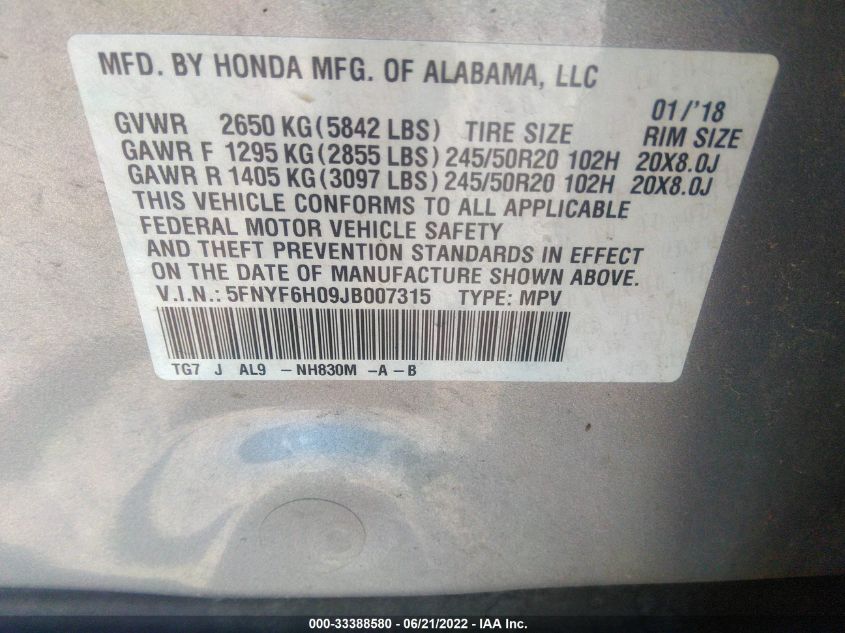 MFD. BY HONDA MFG. OF ALABAMA, LLC
01/'18
GVWR 2650 KG(5842 LBS) TIRE SIZE RIM SIZE
GAWR F 1295 KG(2855 LBS)245/50R20 102H 20X8.0J
GAWR R 1405 KG(3097 LBS)245/50R20 102H 20X8.0J
THIS VEHICLE CONFORMS TO ALL APPLICABLE
FEDERAL MOTOR VEHICLE SAFETY
AND THEFT PREVENTION STANDARDS IN EFFECT
ON THE DATE OF MANUFACTURE SHOWN ABOVE.
V.I.N.: 5FNYF6H09JB007315 TYPE: MPV
TG7 J AL9 -NH830M -A-B
000-33388580 - 06/21/2022 - IAA Inc.